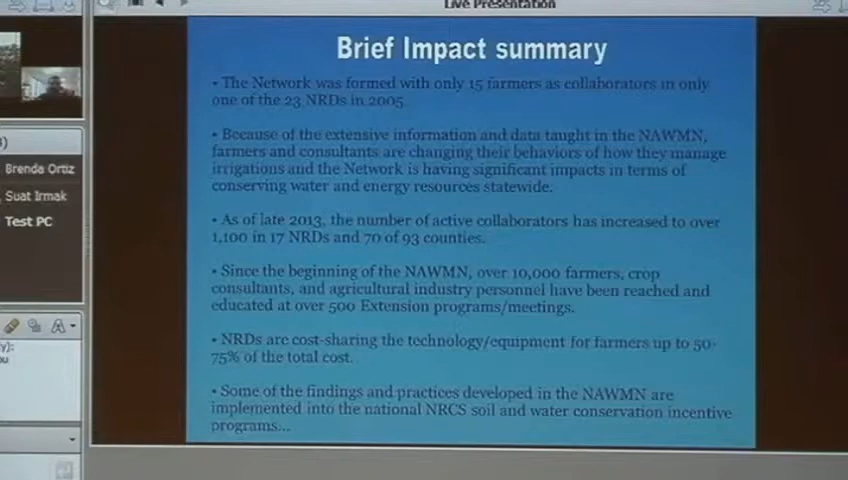 Live Presentation
Brief Impact summary
• The Network was formed with only 15 farmers as collaborators in only
one of the 23 NRDs in 2005.
• Because of the extensive information and data taught in the NAWMN,
farmers and consultants are changing their behaviors of how they manage
irrigations and the Network is having significant impacts in terms of
conserving water and energy resources statewide.
• As of late 2013, the number of active collaborators has increased to over
1,100 in 17 NRDs and 70 of 93 counties.
• Since the beginning of the NAWMN, over 10,000 farmers, crop
consultants, and agricultural industry personnel have been reached and
educated at over 500 Extension programs/meetings.
• NRDs are cost-sharing the technology/equipment for farmers up to 50-
75% of the total cost.
• Some of the findings and practices developed in the NAWMN are
implemented into the national NRCS soil and water conservation incentive
programs...
Brenda Ortiz
Suat Irmak
Test PC